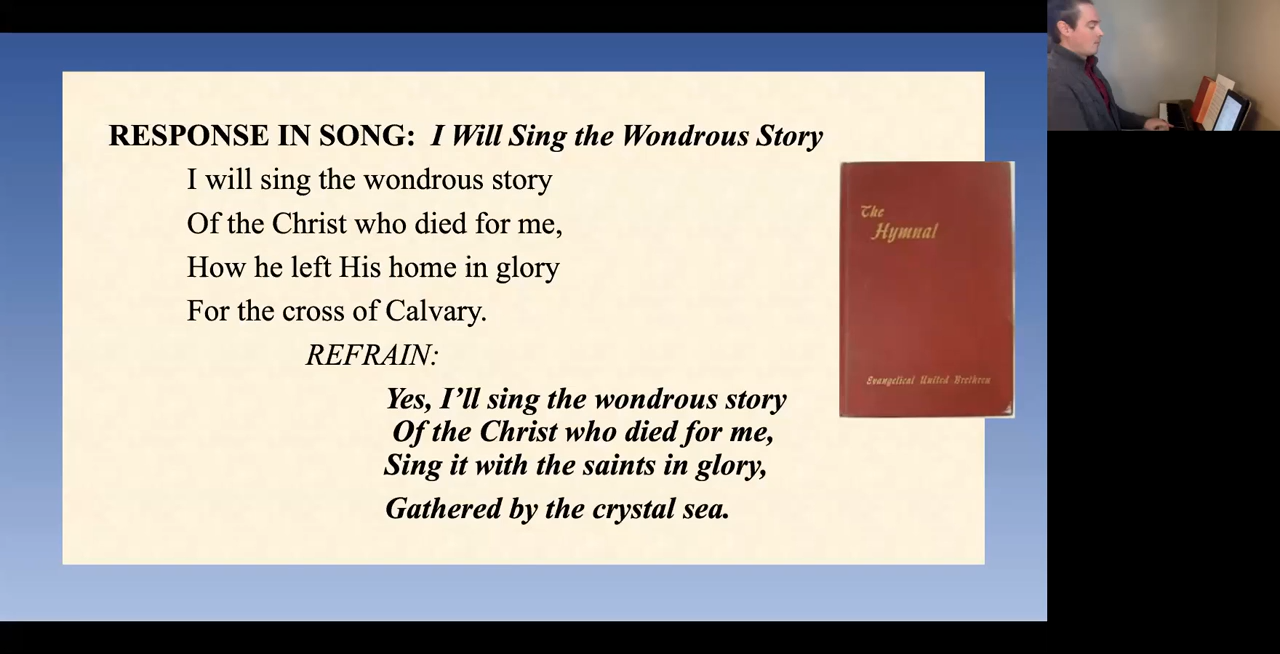 RESPONSE IN SONG: I Will Sing the Wondrous Story
I will sing the wondrous story
Of the Christ who died for me,
How he left His home in glory
For the cross of Calvary.
REFRAIN:
Yes, I’ll sing the wondrous story
Of the Christ who died for me,
Sing it with the saints in glory,
Gathered by the crystal sea.
The
Hymnal
Evangelical United Brethren